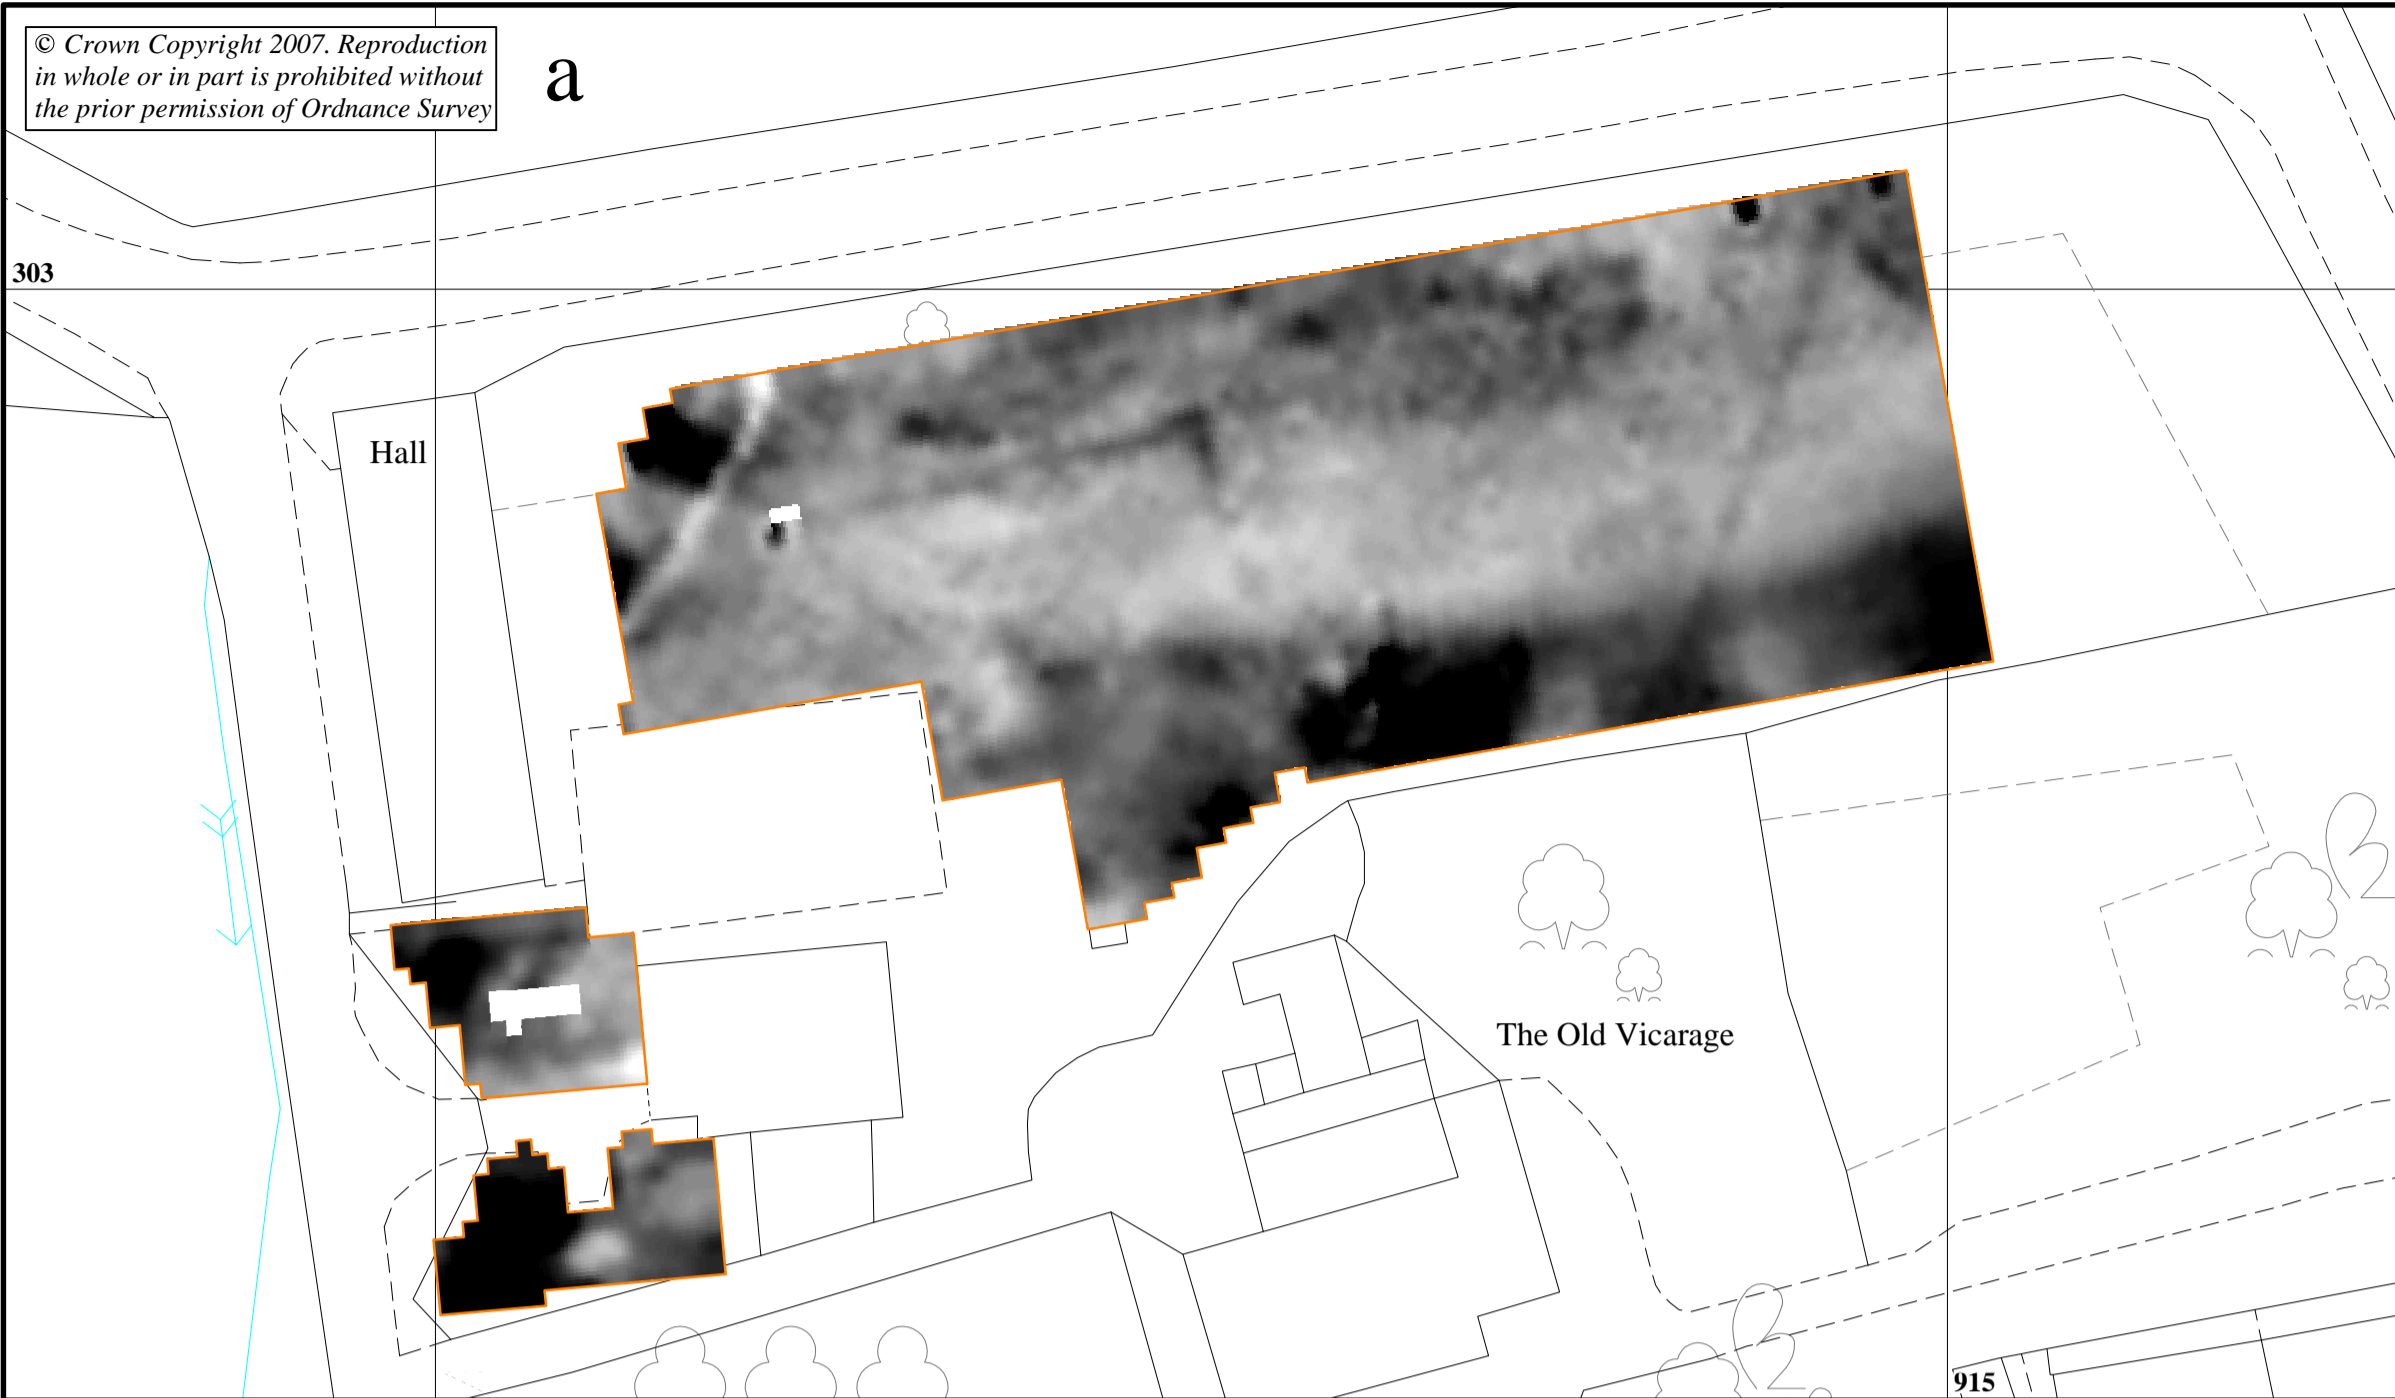 © Crown Copyright 2007. Reproduction
in whole or in part is prohibited without
the prior permission of Ordnance Survey
a
303
Hall
The Old Vicarage
915